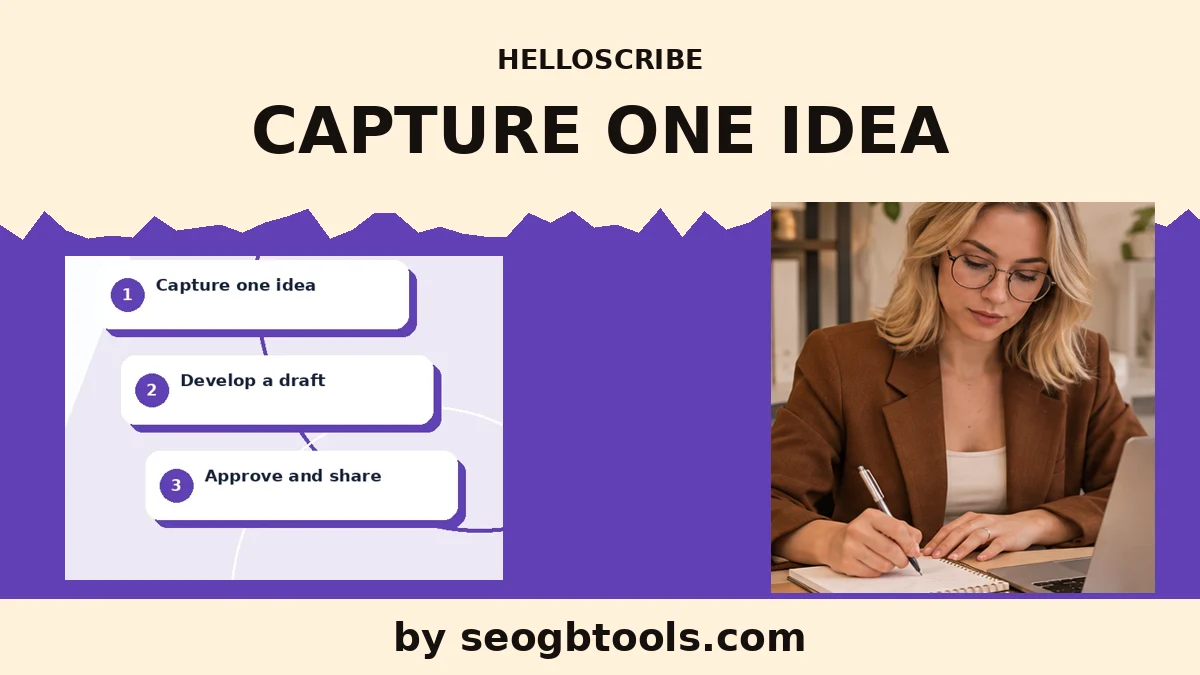 HELLOSCRIBE
CAPTURE ONE IDEA
1 Capture one idea
2 Develop a draft
3 Approve and share
by seogbtools.com